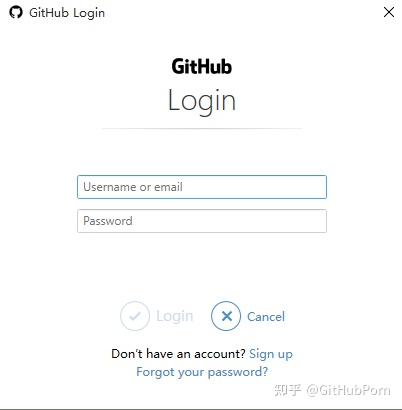 GitHub Login
GitHub
Login
Username or email
Password
Login Cancel
Don't have an account? Sign up
Forgot your password?
知乎 @GitHubPorn